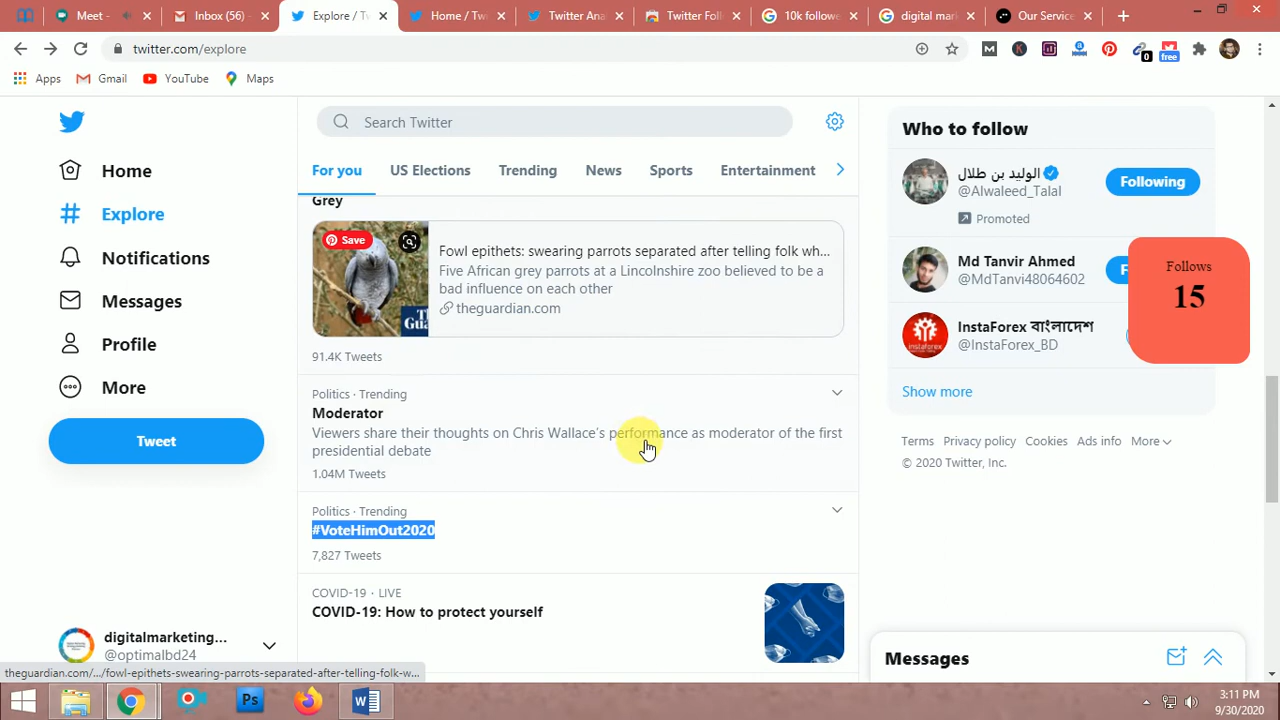 Meet -
Inbox (56)
Explore / T
Home / Tw
Twitter Ana
Twitter Foll
10k followe
digital mar
Our Service
twitter.com/explore
0
free
Apps
Gmail
YouTube
Maps
Home
Explore
Notifications
Messages
Profile
More
Tweet
digitalmarketing...
@optimalbd24
Search Twitter
For you
US Elections
Trending
News
Sports
Entertainment
Grey
Save
Fowl epithets: swearing parrots separated after telling folk wh...
Five African grey parrots at a Lincolnshire zoo believed to be a
bad influence on each other
theguardian.com
91.4K Tweets
Politics · Trending
Moderator
Viewers share their thoughts on Chris Wallace's performance as moderator of the first
presidential debate
1.04M Tweets
Politics · Trending
#VoteHimOut2020
7,827 Tweets
COVID-19 · LIVE
COVID-19: How to protect yourself
Who to follow
الوليد بن طلال
@Alwaleed_Talal
Following
Promoted
Md Tanvir Ahmed
@MdTanvi48064602
InstaForex বাংলাদেশ
@InstaForex_BD
Show more
Follows
15
Terms Privacy policy Cookies Ads info More
© 2020 Twitter, Inc.
Messages
theguardian.com/.../fowl-epithets-swearing-parrots-separated-after-telling-folk-w...
Ps
3:11 PM
9/30/2020